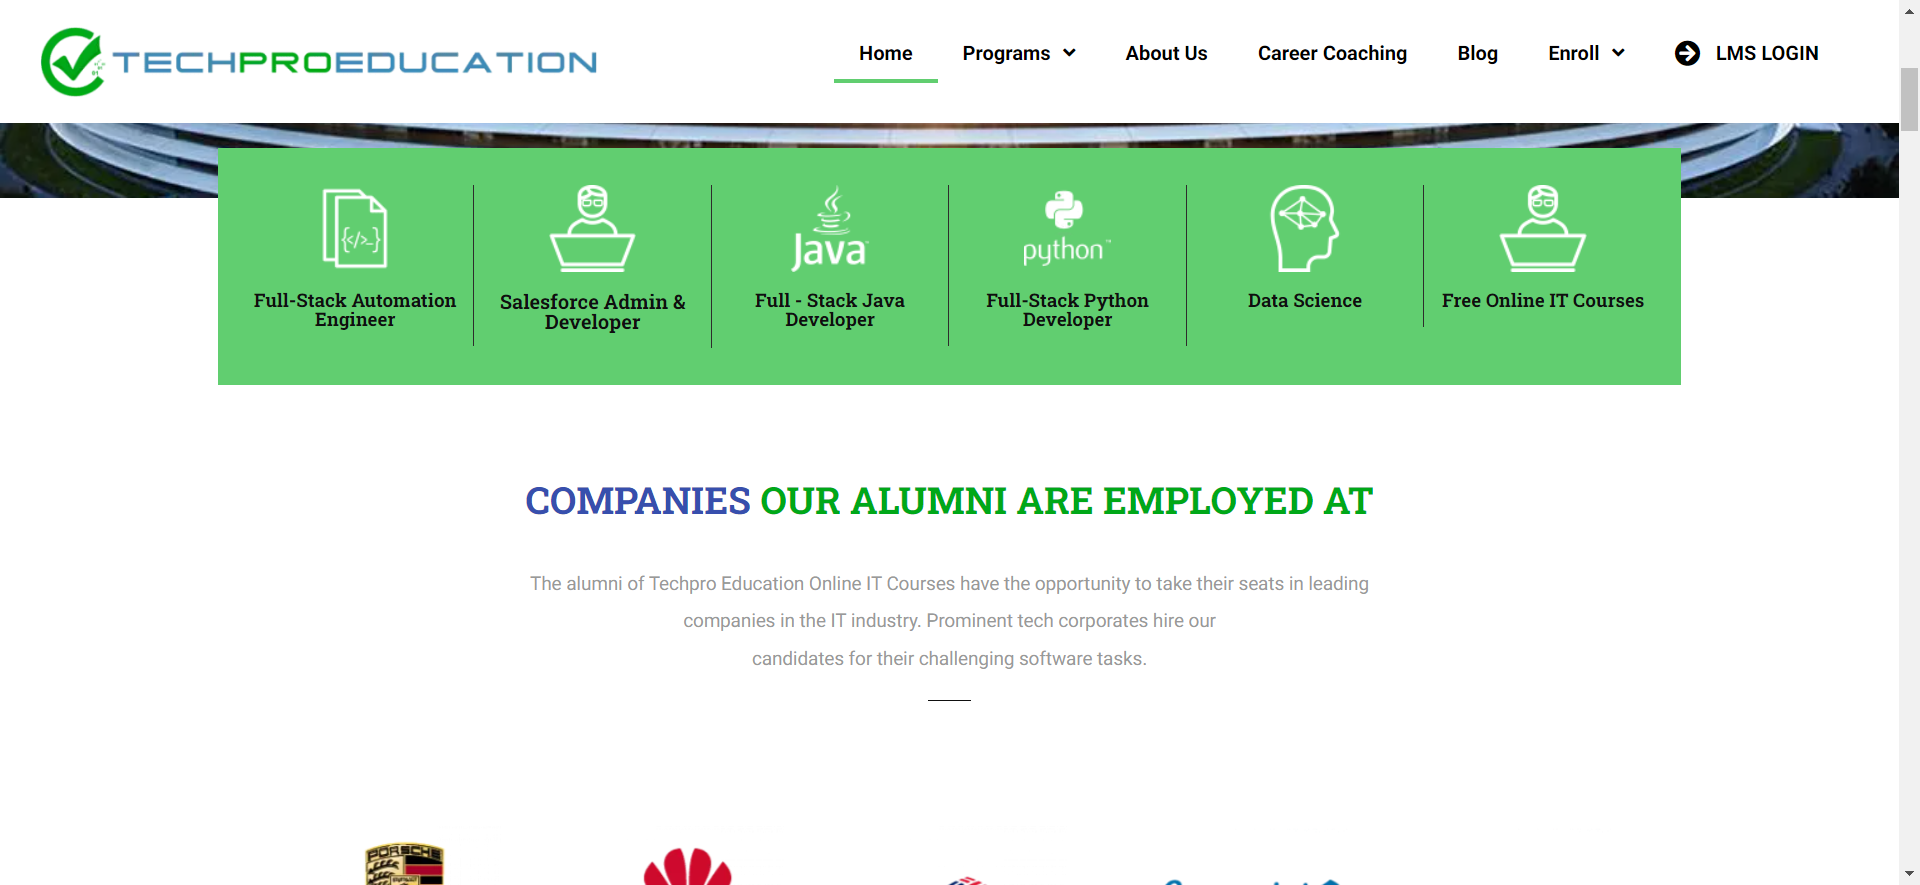 TECHPROEDUCATION
Home
Programs
About Us
Career Coaching
Blog
Enroll
LMS LOGIN
{</>_}
Java
python
Full-Stack Automation
Engineer
Salesforce Admin &
Developer
Full - Stack Java
Developer
Full-Stack Python
Developer
Data Science
Free Online IT Courses
COMPANIES OUR ALUMNI ARE EMPLOYED AT
The alumni of Techpro Education Online IT Courses have the opportunity to take their seats in leading
companies in the IT industry. Prominent tech corporates hire our
candidates for their challenging software tasks.
PORSCHE